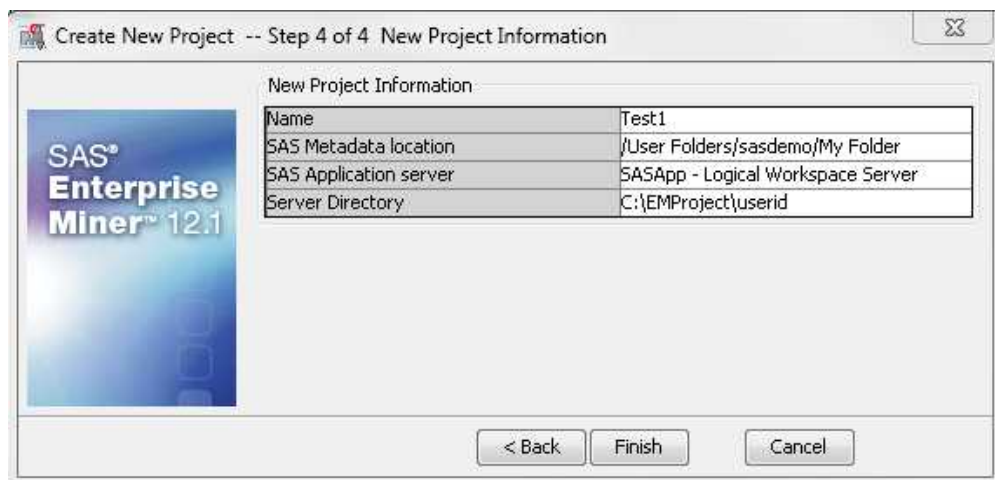 Create New Project -- Step 4 of 4 New Project Information
SAS®
Enterprise
Miner™ 12.1
New Project Information
Name Test1
SAS Metadata location /User Folders/sasdemo/My Folder
SAS Application server SASApp - Logical Workspace Server
Server Directory C:\EMProject\userid
< Back Finish Cancel